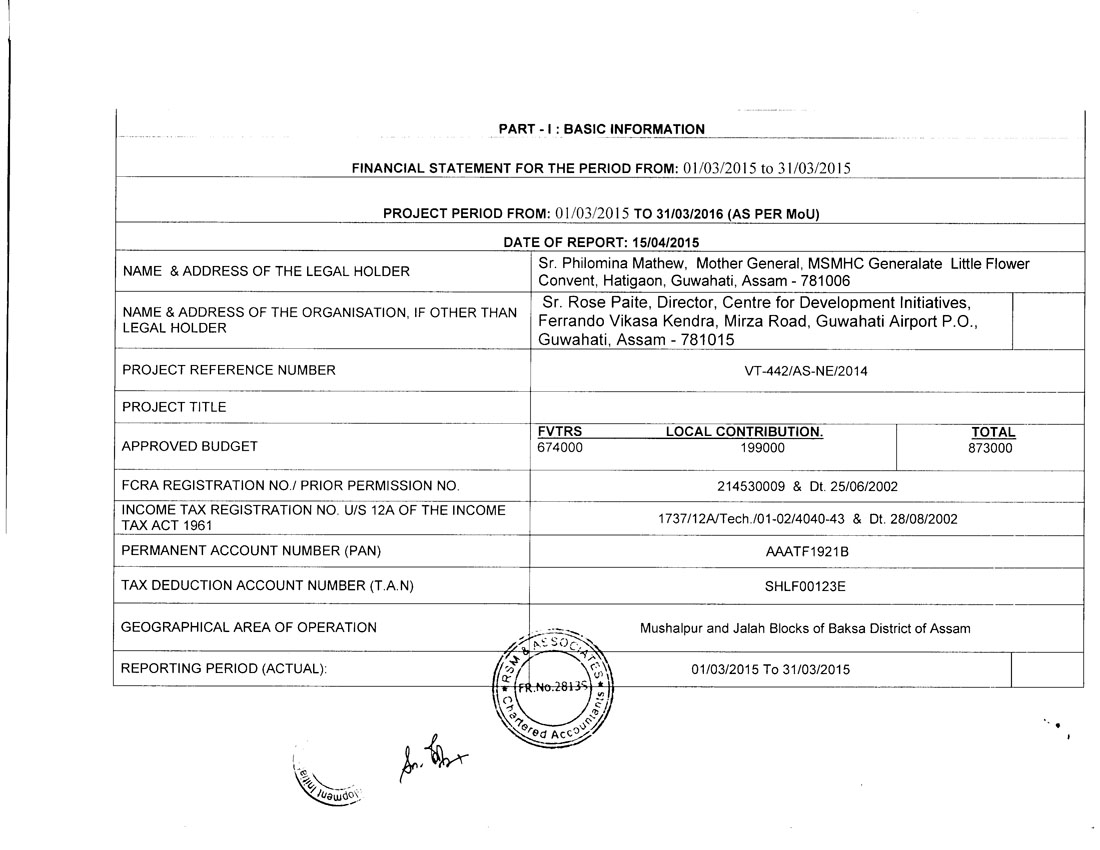 PART - I : BASIC INFORMATION
FINANCIAL STATEMENT FOR THE PERIOD FROM: 01/03/2015 to 31/03/2015
PROJECT PERIOD FROM: 01/03/2015 TO 31/03/2016 (AS PER MoU)
DATE OF REPORT: 15/04/2015
NAME & ADDRESS OF THE LEGAL HOLDER
Sr. Philomina Mathew, Mother General, MSMHC Generalate Little Flower
Convent, Hatigaon, Guwahati, Assam - 781006
NAME & ADDRESS OF THE ORGANISATION, IF OTHER THAN
LEGAL HOLDER
Sr. Rose Paite, Director, Centre for Development Initiatives,
Ferrando Vikasa Kendra, Mirza Road, Guwahati Airport P.O.,
Guwahati, Assam - 781015
PROJECT REFERENCE NUMBER
VT-442/AS-NE/2014
PROJECT TITLE
APPROVED BUDGET
FVTRS LOCAL CONTRIBUTION. TOTAL
674000 199000 873000
FCRA REGISTRATION NO./ PRIOR PERMISSION NO.
214530009 & Dt. 25/06/2002
INCOME TAX REGISTRATION NO. U/S 12A OF THE INCOME
TAX ACT 1961
1737/12A/Tech./01-02/4040-43 & Dt. 28/08/2002
PERMANENT ACCOUNT NUMBER (PAN)
AAATF1921B
TAX DEDUCTION ACCOUNT NUMBER (T.A.N)
SHLF00123E
GEOGRAPHICAL AREA OF OPERATION
Mushalpur and Jalah Blocks of Baksa District of Assam
REPORTING PERIOD (ACTUAL):
01/03/2015 To 31/03/2015
RSM & ASSOCIATES
Chartered Accountants
lopment Initia